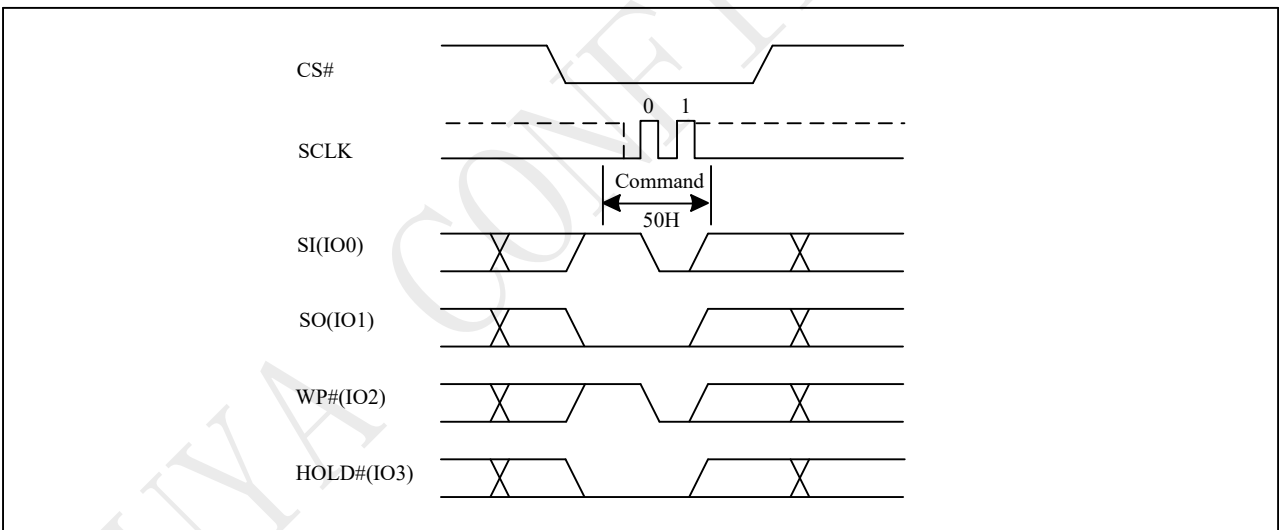 CS#
0 1
SCLK
Command
50H
SI(IO0)
SO(IO1)
WP#(IO2)
HOLD#(IO3)